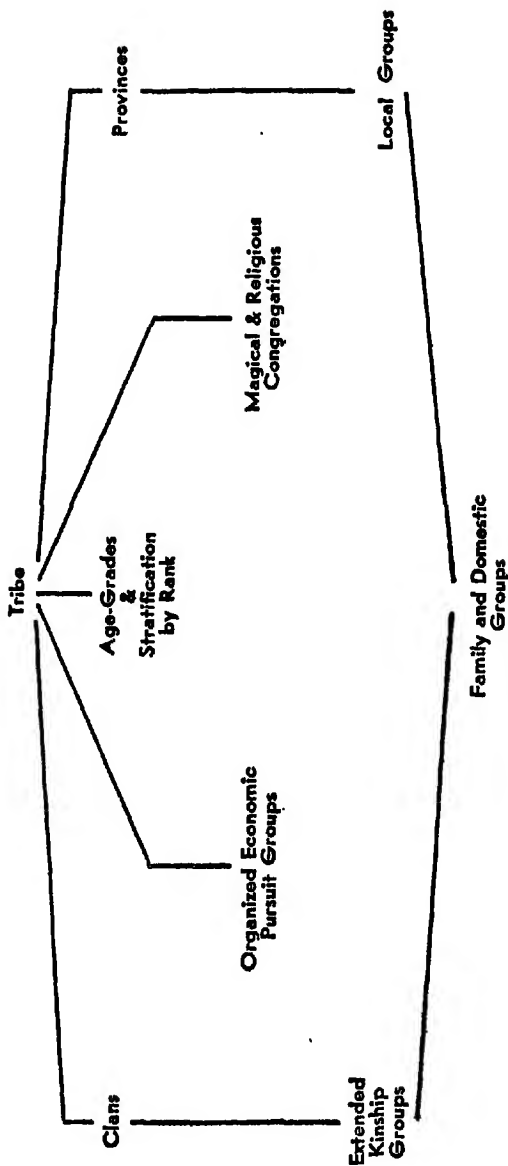 Tribe
Clans
Provinces
Age-Grades
&
Stratification
by Rank
Organized Economic
Pursuit Groups
Magical & Religious
Congregations
Extended
Kinship
Groups
Local Groups
Family and Domestic
Groups